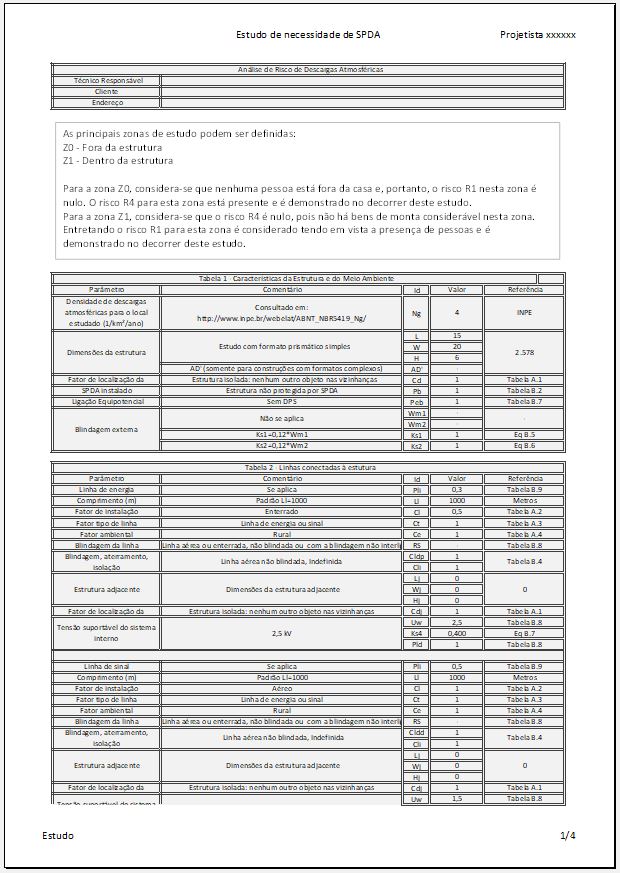 Estudo de necessidade de SPDA Projetista xxxxxx
Análise de Risco de Descargas Atmosféricas
Técnico Responsável
Cliente
Endereço
As principais zonas de estudo podem ser definidas:
Z0 - Fora da estrutura
Z1 - Dentro da estrutura
Para a zona Z0, considera-se que nenhuma pessoa está fora da casa e, portanto, o risco R1 nesta zona é
nulo. O risco R4 para esta zona está presente e é demonstrado no decorrer deste estudo.
Para a zona Z1, considera-se que o risco R4 é nulo, pois não há bens de monta considerável nesta zona.
Entretando o risco R1 para esta zona é considerado tendo em vista a presença de pessoas e é
demonstrado no decorrer deste estudo.
Tabela 1 - Características da Estrutura e do Meio Ambiente
Parâmetro Comentário Id Valor Referência
Densidade de descargas
atmosféricas para o local
estudado (1/km²/ano) Consultado em:
http://www.inpe.br/webelat/ABNT_NBR5419_Ng/ Ng 4 INPE
Dimensões da estrutura Estudo com formato prismático simples L 15 2.578
W 20
H 6
AD' (somente para construções com formatos complexos) AD' -
Fator de localização da Estrutura isolada: nenhum outro objeto nas vizinhanças Cd 1 Tabela A.1
SPDA instalado Estrutura não protegida por SPDA Pb 1 Tabela B.2
Ligação Equipotencial Sem DPS Peb 1 Tabela B.7
Blindagem externa Não se aplica Wm1 - -
Wm2 -
Ks1=0,12*Wm1 Ks1 1 Eq B.5
Ks2=0,12*Wm2 Ks2 1 Eq B.6
Tabela 2 - Linhas conectadas à estutura
Parâmetro Comentário Id Valor Referência
Linha de energia Se aplica Pli 0,3 Tabela B.9
Comprimento (m) Padrão Ll=1000 Ll 1000 Metros
Fator de instalação Enterrado Cl 0,5 Tabela A.2
Fator tipo de linha Linha de energia ou sinal Ct 1 Tabela A.3
Fator ambiental Rural Ce 1 Tabela A.4
Blindagem da linha Linha aérea ou enterrada, não blindada ou com a blindagem não interli RS - Tabela B.8
Blindagem, aterramento,
isolação Linha aérea não blindada, Indefinida Cldp 1 Tabela B.4
Cli 1
Estrutura adjacente Dimensões da estrutura adjacente Lj 0 0
Wj 0
Hj 0
Fator de localização da Estrutura isolada: nenhum outro objeto nas vizinhanças Cdj 1 Tabela A.1
Tensão suportável do sistema
interno 2,5 kV Uw 2,5 Tabela B.8
Ks4 0,400 Eq B.7
Pld 1 Tabela B.8
Linha de sinal Se aplica Pli 0,5 Tabela B.9
Comprimento (m) Padrão Ll=1000 Ll 1000 Metros
Fator de instalação Aéreo Cl 1 Tabela A.2
Fator tipo de linha Linha de energia ou sinal Ct 1 Tabela A.3
Fator ambiental Rural Ce 1 Tabela A.4
Blindagem da linha Linha aérea ou enterrada, não blindada ou com a blindagem não interli RS - Tabela B.8
Blindagem, aterramento,
isolação Linha aérea não blindada, Indefinida Cldd 1 Tabela B.4
Cli 1
Estrutura adjacente Dimensões da estrutura adjacente Lj 0 0
Wj 0
Hj 0
Fator de localização da Estrutura isolada: nenhum outro objeto nas vizinhanças Cdj 1 Tabela A.1
Tensão suportável do sistema Uw 1,5 Tabela B.8
Estudo 1/4